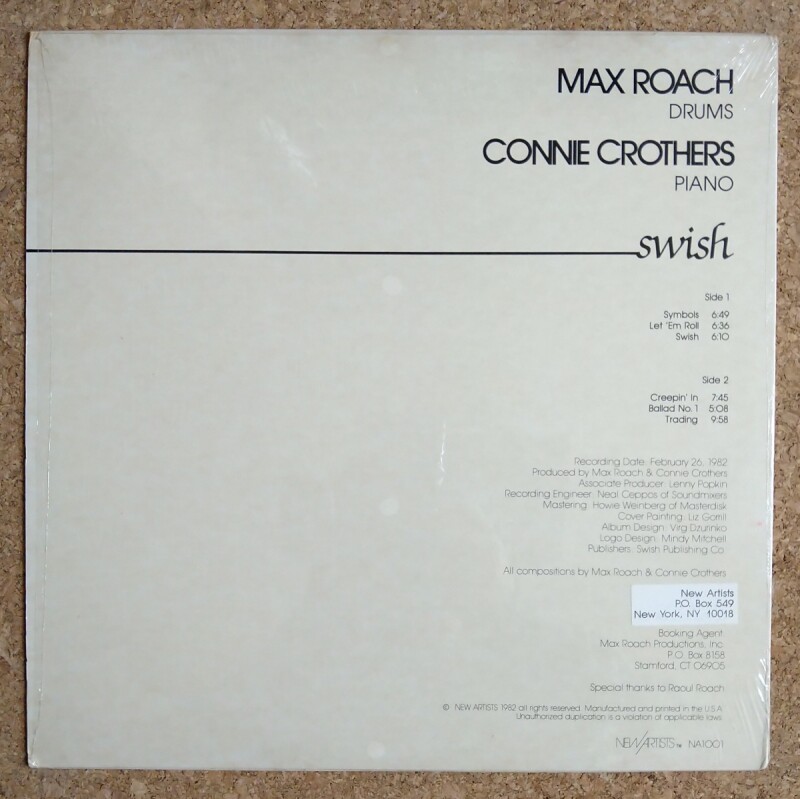 MAX ROACH
DRUMS
CONNIE CROTHERS
PIANO
swish
Side 1
Symbols 6:49
Let 'Em Roll 6:36
Swish 6:10
Side 2
Creepin' In 7:45
Ballad No. 1 5:08
Trading 9:58
Recording Date: February 26, 1982
Produced by Max Roach & Connie Crothers
Associate Producer: Lenny Popkin
Recording Engineer: Neal Ceppos of Soundmixers
Mastering: Howie Weinberg of Masterdisk
Cover Painting: Liz Gorrill
Album Design: Virg Dzurinko
Logo Design: Mindy Mitchell
Publishers: Swish Publishing Co.
All compositions by Max Roach & Connie Crothers
New Artists
P.O. Box 549
New York, NY 10018
Booking Agent:
Max Roach Productions, Inc.
P.O. Box 8158
Stamford, CT 06905
Special thanks to Raoul Roach
© NEW ARTISTS 1982 all rights reserved. Manufactured and printed in the U.S.A.
Unauthorized duplication is a violation of applicable laws.
NEW/ARTISTS™ NA1001